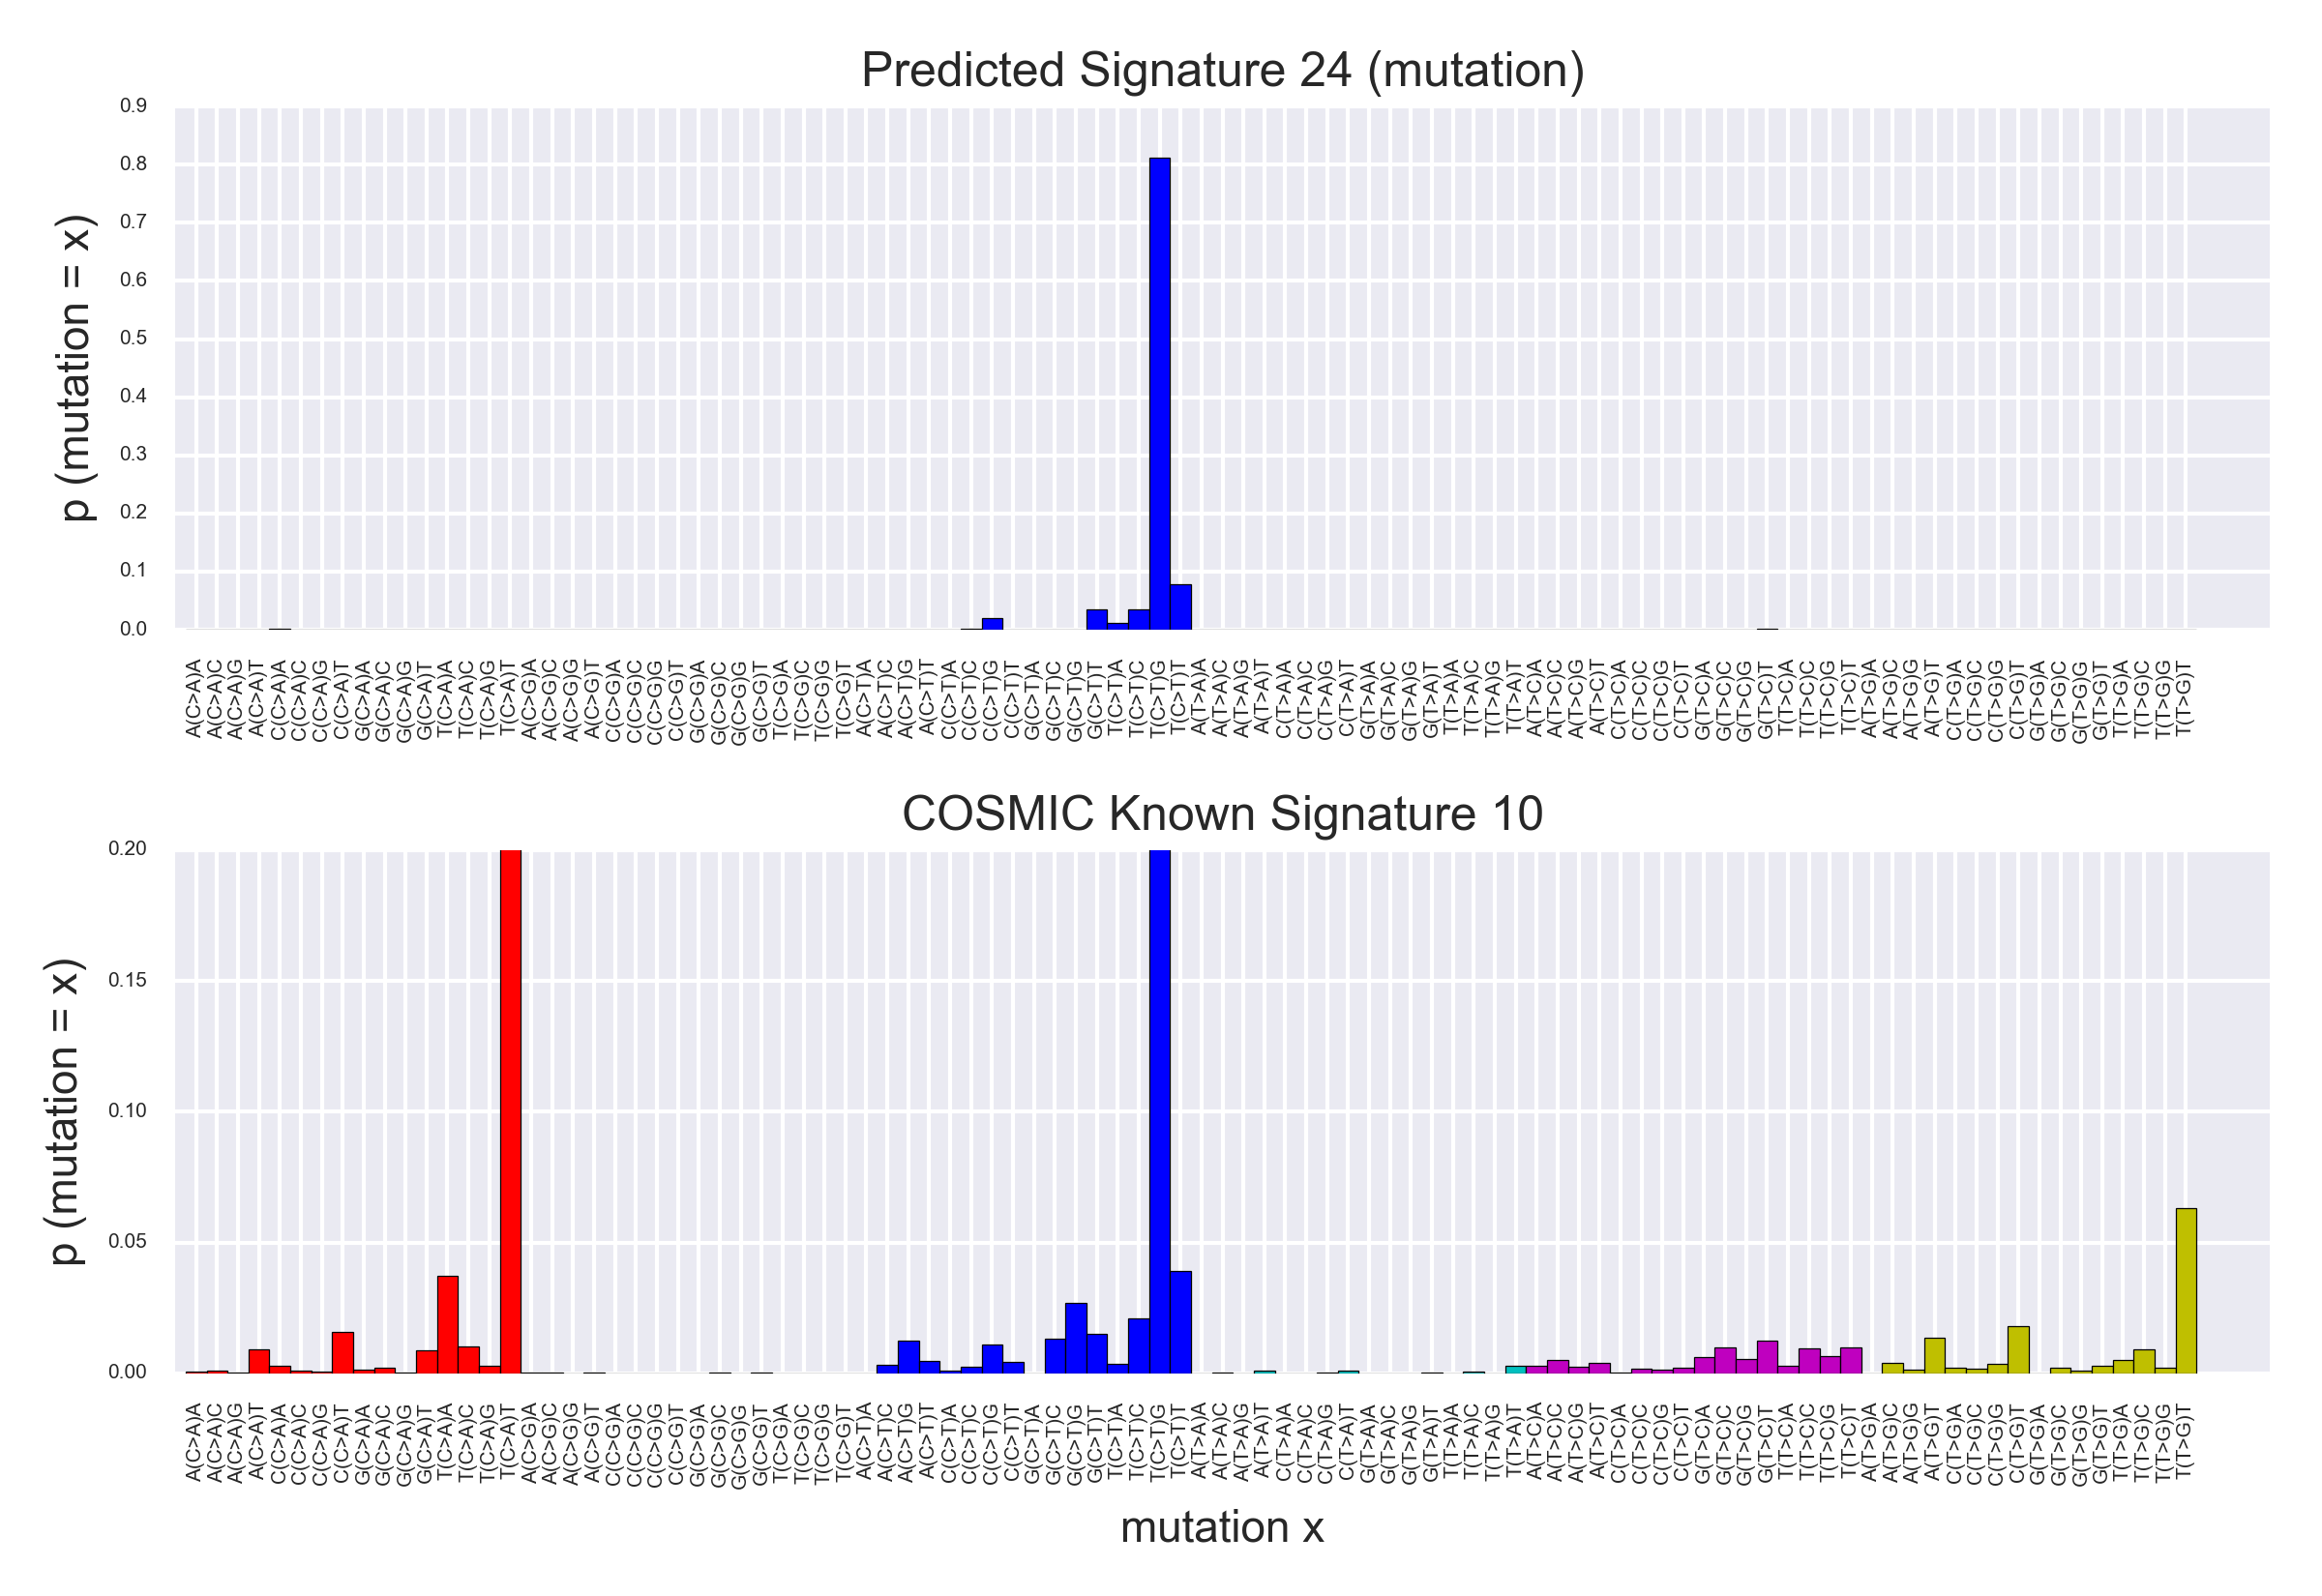 Predicted Signature 24 (mutation)
p (mutation = x)
0.9
0.8
0.7
0.6
0.5
0.4
0.3
0.2
0.1
0.0
A(C>A)A A(C>A)C A(C>A)G A(C>A)T C(C>A)A C(C>A)C C(C>A)G C(C>A)T G(C>A)A G(C>A)C G(C>A)G G(C>A)T T(C>A)A T(C>A)C T(C>A)G T(C>A)T A(C>G)A A(C>G)C A(C>G)G A(C>G)T C(C>G)A C(C>G)C C(C>G)G C(C>G)T G(C>G)A G(C>G)C G(C>G)G G(C>G)T T(C>G)A T(C>G)C T(C>G)G T(C>G)T A(C>T)A A(C>T)C A(C>T)G A(C>T)T C(C>T)A C(C>T)C C(C>T)G C(C>T)T G(C>T)A G(C>T)C G(C>T)G G(C>T)T T(C>T)A T(C>T)C T(C>T)G T(C>T)T A(T>A)A A(T>A)C A(T>A)G A(T>A)T C(T>A)A C(T>A)C C(T>A)G C(T>A)T G(T>A)A G(T>A)C G(T>A)G G(T>A)T T(T>A)A T(T>A)C T(T>A)G T(T>A)T A(T>C)A A(T>C)C A(T>C)G A(T>C)T C(T>C)A C(T>C)C C(T>C)G C(T>C)T G(T>C)A G(T>C)C G(T>C)G G(T>C)T T(T>C)A T(T>C)C T(T>C)G T(T>C)T A(T>G)A A(T>G)C A(T>G)G A(T>G)T C(T>G)A C(T>G)C C(T>G)G C(T>G)T G(T>G)A G(T>G)C G(T>G)G G(T>G)T T(T>G)A T(T>G)C T(T>G)G T(T>G)T
COSMIC Known Signature 10
p (mutation = x)
0.20
0.15
0.10
0.05
0.00
A(C>A)A A(C>A)C A(C>A)G A(C>A)T C(C>A)A C(C>A)C C(C>A)G C(C>A)T G(C>A)A G(C>A)C G(C>A)G G(C>A)T T(C>A)A T(C>A)C T(C>A)G T(C>A)T A(C>G)A A(C>G)C A(C>G)G A(C>G)T C(C>G)A C(C>G)C C(C>G)G C(C>G)T G(C>G)A G(C>G)C G(C>G)G G(C>G)T T(C>G)A T(C>G)C T(C>G)G T(C>G)T A(C>T)A A(C>T)C A(C>T)G A(C>T)T C(C>T)A C(C>T)C C(C>T)G C(C>T)T G(C>T)A G(C>T)C G(C>T)G G(C>T)T T(C>T)A T(C>T)C T(C>T)G T(C>T)T A(T>A)A A(T>A)C A(T>A)G A(T>A)T C(T>A)A C(T>A)C C(T>A)G C(T>A)T G(T>A)A G(T>A)C G(T>A)G G(T>A)T T(T>A)A T(T>A)C T(T>A)G T(T>A)T A(T>C)A A(T>C)C A(T>C)G A(T>C)T C(T>C)A C(T>C)C C(T>C)G C(T>C)T G(T>C)A G(T>C)C G(T>C)G G(T>C)T T(T>C)A T(T>C)C T(T>C)G T(T>C)T A(T>G)A A(T>G)C A(T>G)G A(T>G)T C(T>G)A C(T>G)C C(T>G)G C(T>G)T G(T>G)A G(T>G)C G(T>G)G G(T>G)T T(T>G)A T(T>G)C T(T>G)G T(T>G)T
mutation x